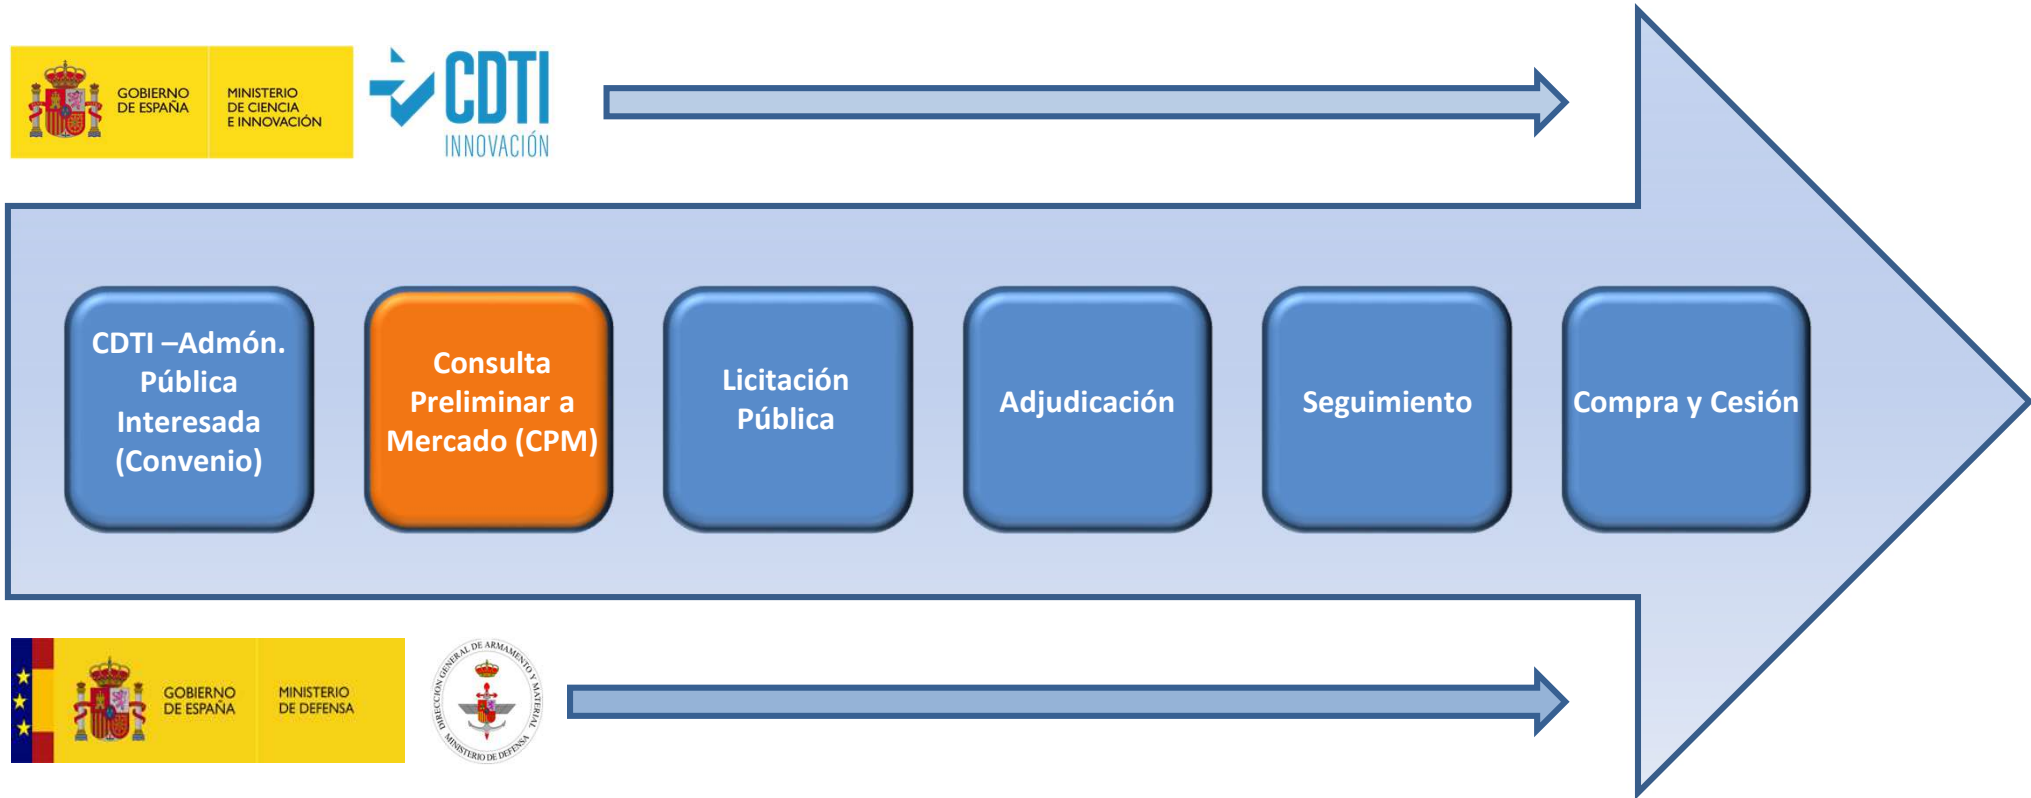 GOBIERNO
DE ESPAÑA
MINISTERIO
DE CIENCIA
E INNOVACIÓN
CDTI
INNOVACIÓN
CDTI –Admón.
Pública
Interesada
(Convenio)
Consulta
Preliminar a
Mercado (CPM)
Licitación
Pública
Adjudicación
Seguimiento
Compra y Cesión
GOBIERNO
DE ESPAÑA
MINISTERIO
DE DEFENSA
DIRECCION GENERAL DE ARMAMENTO Y MATERIAL
MINISTERIO DE DEFENSA